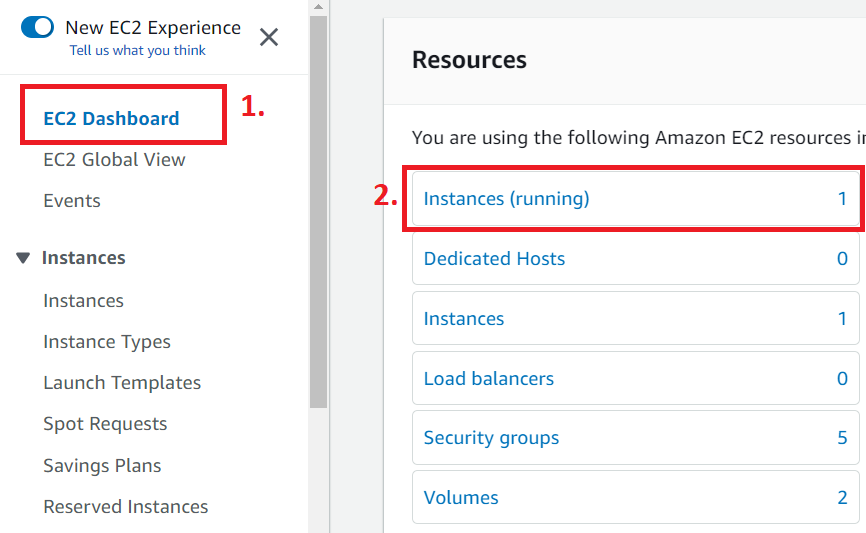 New EC2 Experience
Tell us what you think
EC2 Dashboard
1.
EC2 Global View
Events
Instances
Instances
Instance Types
Launch Templates
Spot Requests
Savings Plans
Reserved Instances
Resources
You are using the following Amazon EC2 resources in
2.
Instances (running) 1
Dedicated Hosts 0
Instances 1
Load balancers 0
Security groups 5
Volumes 2